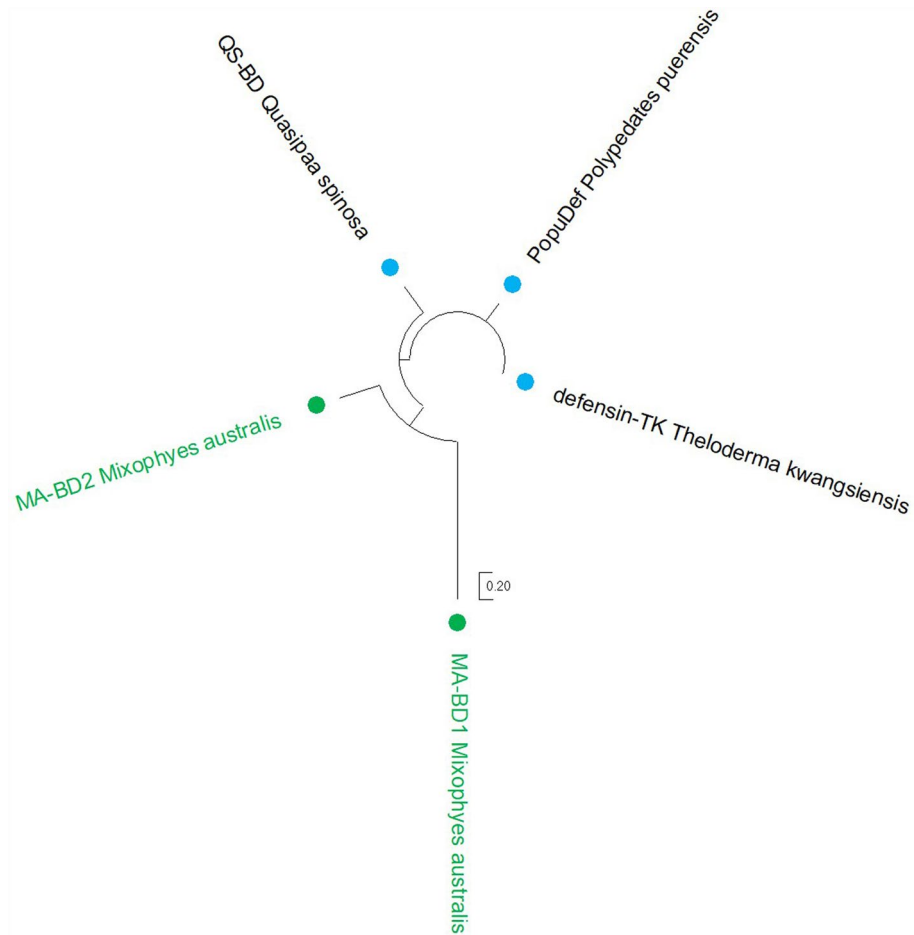 QS-BD Quasipaa spinosa
PopuDef Polypedates puerensis
defensin-TK Theloderma kwangsiensis
MA-BD2 Mixophyes australis
0.20
MA-BD1 Mixophyes australis